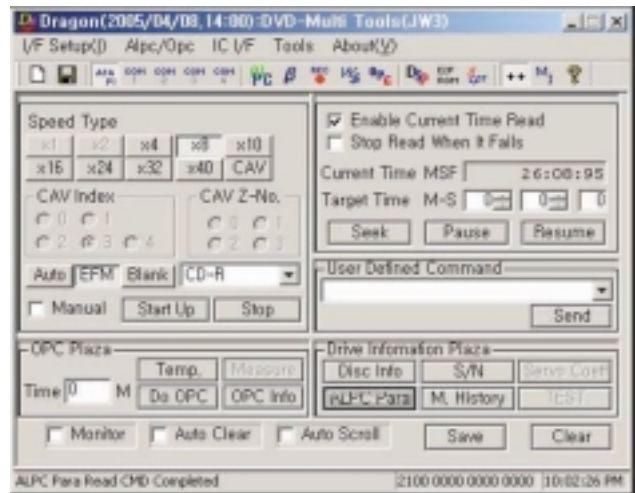 Dragon(2005/04/08,14:00):DVD-Multi Tools(JW3)
I/F Setup(I) Alpc/Opc IC I/F Tools About(V)
Speed Type
x1 x2 x4 x8 x10
x16 x24 x32 x40 CAV
CAV Index
0 1
2 3 4
CAV Z-No.
0 1
2 3
Auto EFM Blank CD-R
Manual Start Up Stop
Enable Current Time Read
Stop Read When It Fails
Current Time MSF 26:08:95
Target Time M-S 0 0 0
Seek Pause Resume
User Defined Command
Send
OPC Plaza
Temp. Measure
Time 0 M Do OPC OPC Info
Drive Infomation Plaza
Disc Info S/N Servo Coeff
ALPC Para M. History TEST
Monitor Auto Clear Auto Scroll Save Clear
ALPC Para Read CMD Completed 2100 0000 0000 0000 10:02:26 PM